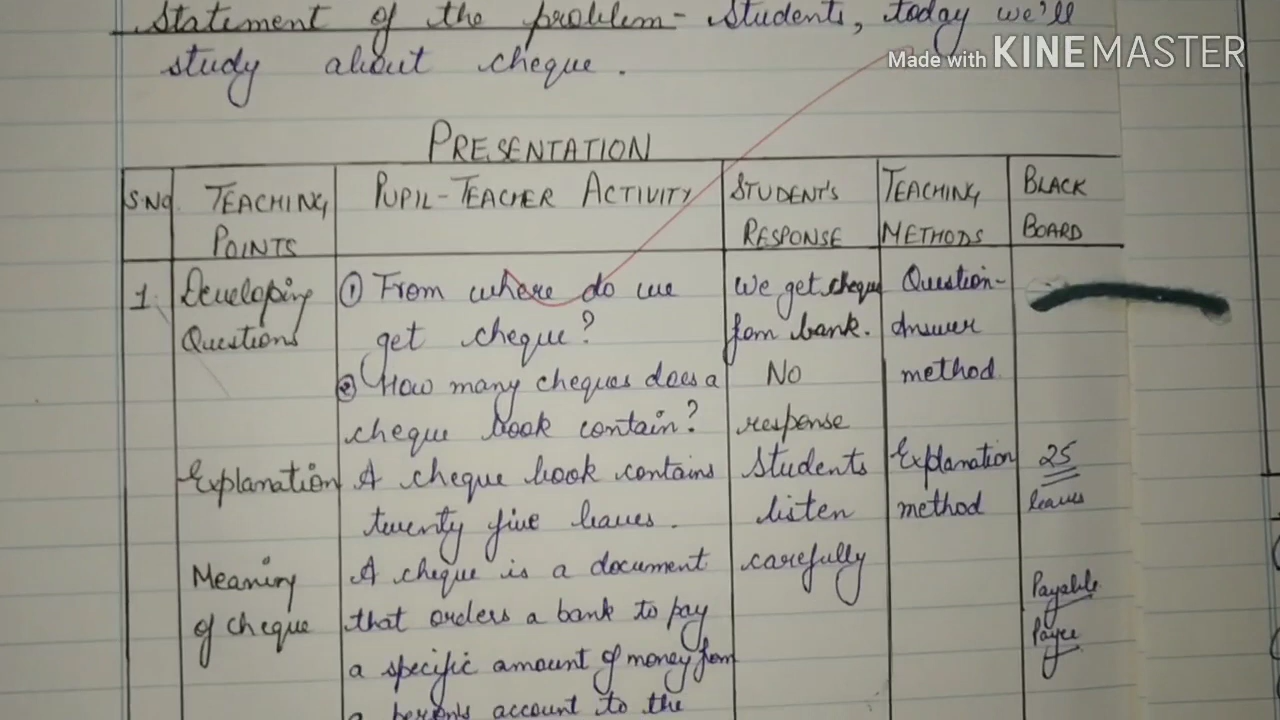 Statement of the problem - Students, today we'll
study about cheque.
Made with KINEMASTER
PRESENTATION
S.NO. TEACHING POINTS PUPIL-TEACHER ACTIVITY STUDENT'S RESPONSE TEACHING METHODS BLACK BOARD
1. Developing Questions
① From where do we
get cheque?
We get cheque
fom bank.
Question-
Answer
method
② How many cheques does a
cheque book contain?
No
response
Explanation
A cheque book contains
twenty five leaves.
Students
listen
carefully
Explanation
method
25
leaves
Meaning
of cheque
A cheque is a document
that orders a bank to pay
a specific amount of money from
a person's account to the
Payable
Payee